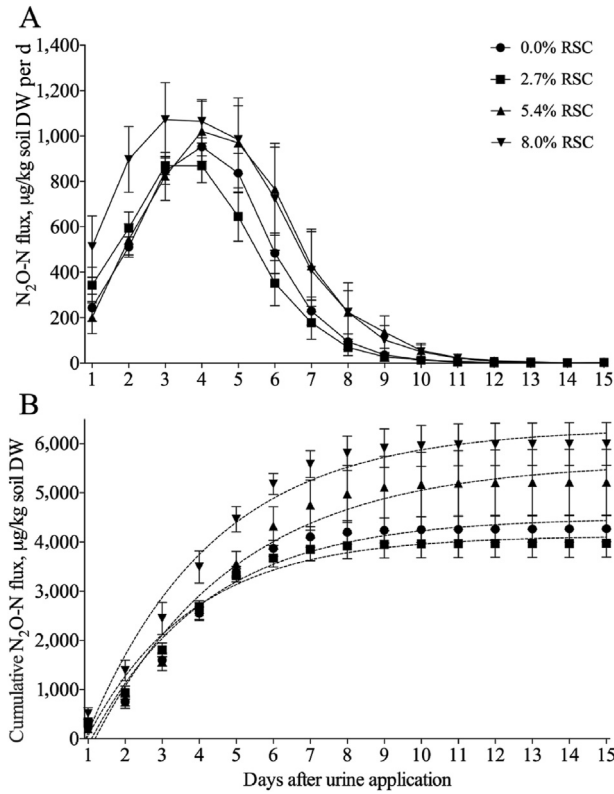 A
1,400
1,200
1,000
800
600
400
200
0
N₂O-N flux, µg/kg soil DW per d
0.0% RSC
2.7% RSC
5.4% RSC
8.0% RSC
1 2 3 4 5 6 7 8 9 10 11 12 13 14 15
B
6,000
5,000
4,000
3,000
2,000
1,000
0
Cumulative N₂O-N flux, µg/kg soil DW
1 2 3 4 5 6 7 8 9 10 11 12 13 14 15
Days after urine application